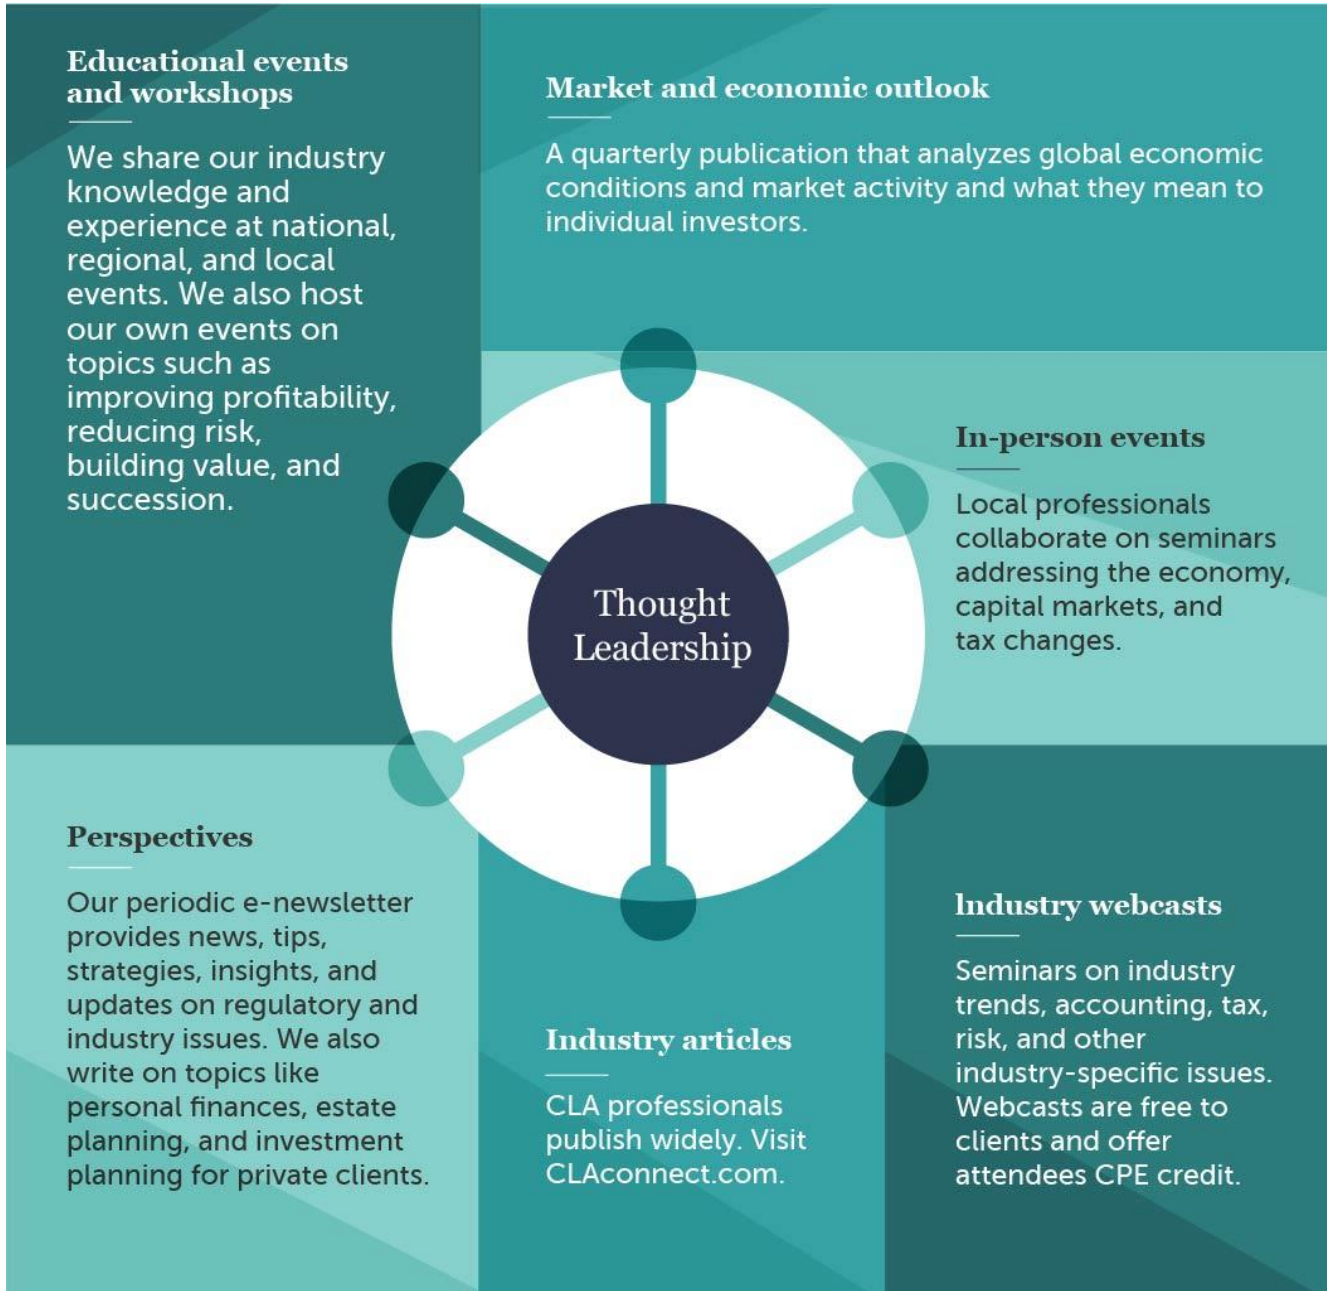 Educational events
and workshops
We share our industry
knowledge and
experience at national,
regional, and local
events. We also host
our own events on
topics such as
improving profitability,
reducing risk,
building value, and
succession.
Market and economic outlook
A quarterly publication that analyzes global economic
conditions and market activity and what they mean to
individual investors.
In-person events
Local professionals
collaborate on seminars
addressing the economy,
capital markets, and
tax changes.
Thought
Leadership
Perspectives
Our periodic e-newsletter
provides news, tips,
strategies, insights, and
updates on regulatory and
industry issues. We also
write on topics like
personal finances, estate
planning, and investment
planning for private clients.
Industry articles
CLA professionals
publish widely. Visit
CLAconnect.com.
Industry webcasts
Seminars on industry
trends, accounting, tax,
risk, and other
industry-specific issues.
Webcasts are free to
clients and offer
attendees CPE credit.